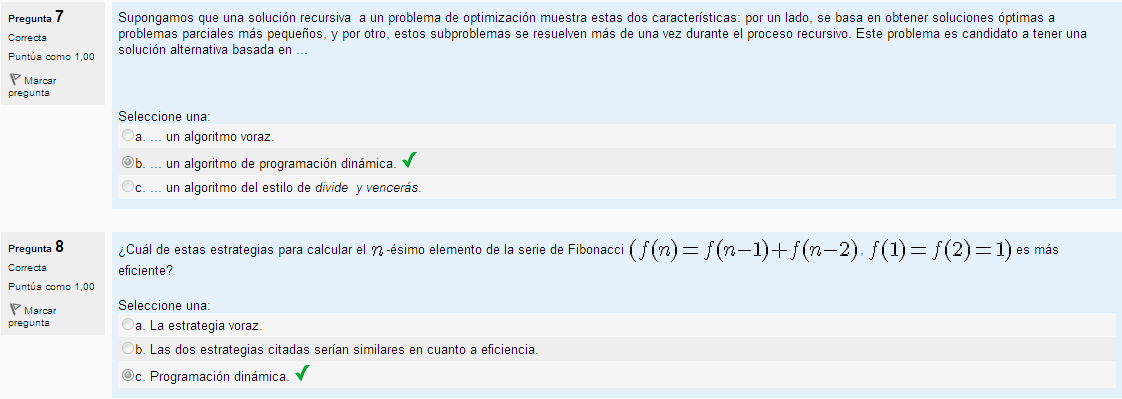 Pregunta 7
Correcta
Puntúa como 1,00
Marcar
pregunta
Supongamos que una solución recursiva a un problema de optimización muestra estas dos características: por un lado, se basa en obtener soluciones óptimas a
problemas parciales más pequeños, y por otro, estos subproblemas se resuelven más de una vez durante el proceso recursivo. Este problema es candidato a tener una
solución alternativa basada en ...
Seleccione una:
a. ... un algoritmo voraz.
b. ... un algoritmo de programación dinámica.
c. ... un algoritmo del estilo de divide y vencerás.
Pregunta 8
Correcta
Puntúa como 1,00
Marcar
pregunta
¿Cuál de estas estrategias para calcular el n-ésimo elemento de la serie de Fibonacci (f(n)=f(n−1)+f(n−2), f(1)=f(2)=1) es más
eficiente?
Seleccione una:
a. La estrategia voraz.
b. Las dos estrategias citadas serían similares en cuanto a eficiencia.
c. Programación dinámica.